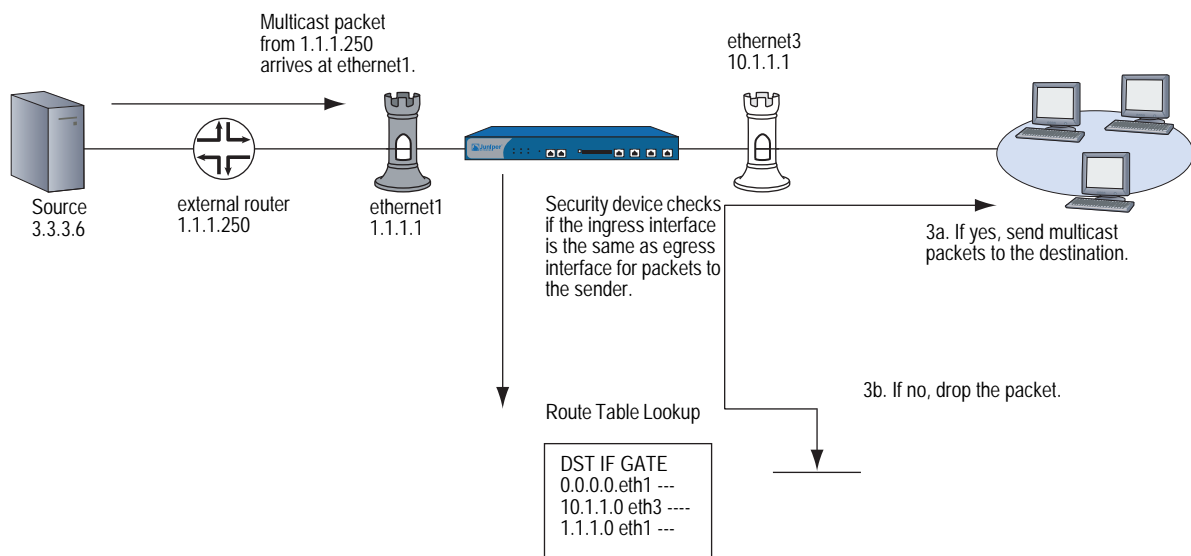 Multicast packet
from 1.1.1.250
arrives at ethernet1.
ethernet3
10.1.1.1
Juniper
Source
3.3.3.6
external router
1.1.1.250
ethernet1
1.1.1.1
Security device checks
if the ingress interface
is the same as egress
interface for packets to
the sender.
3a. If yes, send multicast
packets to the destination.
3b. If no, drop the packet.
Route Table Lookup
DST IF GATE
0.0.0.0.eth1 ---
10.1.1.0 eth3 ----
1.1.1.0 eth1 ---